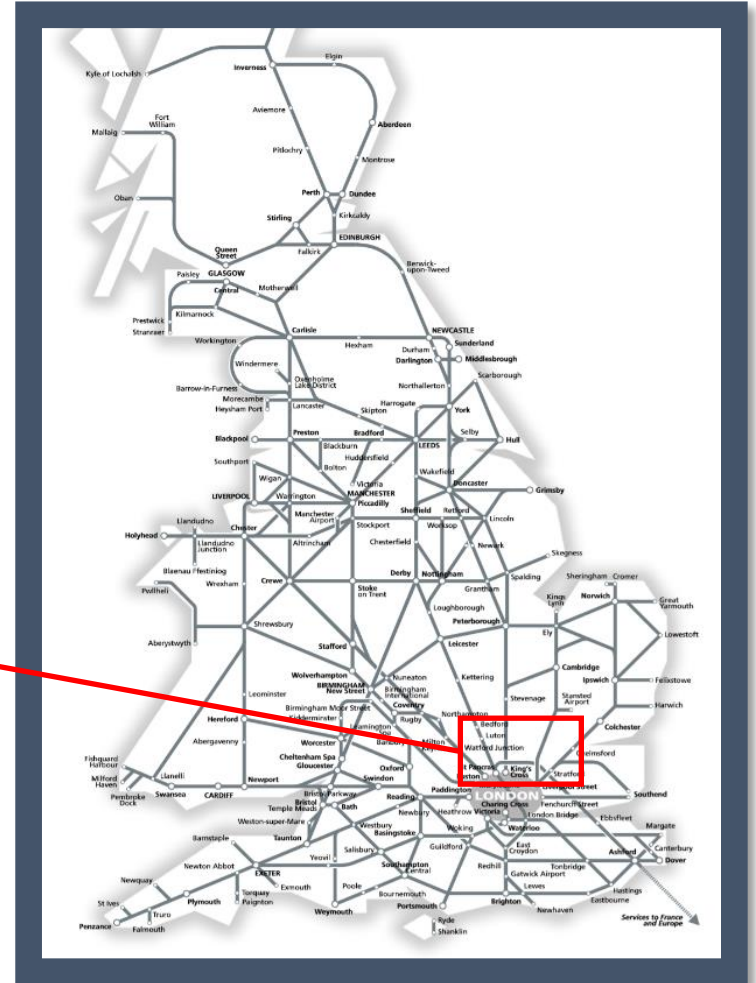 Elgin
Kyle of Lochalsh
Inverness
Aviemore
Fort
William
Mallaig
Aberdeen
Pitlochry
Montrose
Perth
Dundee
Oban
Stirling
Kirkcaldy
EDINBURGH
Queen
Street
Falkirk
GLASGOW
Central
Paisley
Motherwell
Berwick-
upon-Tweed
Prestwick
Stranraer
Kilmarnock
Carlisle
Workington
Hexham
NEWCASTLE
Sunderland
Durham
Darlington
Middlesbrough
Windermere
Oxenholme
Lake District
Northallerton
Scarborough
Barrow-in-Furness
Morecambe
Heysham Port
Lancaster
Skipton
Harrogate
York
Blackpool
Preston
Bradford
LEEDS
Selby
Hull
Blackburn
Southport
Bolton
Huddersfield
Wakefield
Wigan
Victoria
MANCHESTER
Piccadilly
Doncaster
Grimsby
LIVERPOOL
Warrington
Manchester
Airport
Stockport
Sheffield
Retford
Worksop
Lincoln
Llandudno
Holyhead
Llandudno
Junction
Chester
Altrincham
Chesterfield
Newark
Blaenau Ffestiniog
Skegness
Pwllheli
Wrexham
Crewe
Stoke
on Trent
Derby
Nottingham
Grantham
Spalding
Sheringham
Cromer
Kings
Lynn
Norwich
Great
Yarmouth
Loughborough
Peterborough
Shrewsbury
Aberystwyth
Stafford
Leicester
Ely
Lowestoft
Wolverhampton
BIRMINGHAM
New Street
Nuneaton
Birmingham
International
Kettering
Cambridge
Ipswich
Felixstowe
Leominster
Birmingham Moor Street
Kidderminster
Coventry
Rugby
Northampton
Stevenage
Stansted
Airport
Harwich
Hereford
Leamington
Spa
Bedford
Colchester
Abergavenny
Worcester
Banbury
Milton
Luton
Watford Junction
Chelmsford
Fishguard
Harbour
Cheltenham Spa
Gloucester
Oxford
St Pancras
Euston
King's
Cross
Stratford
Milford
Haven
Llanelli
Pembroke
Dock
Swansea
CARDIFF
Newport
Swindon
Paddington
Liverpool Street
LONDON
Southend
Bristol Parkway
Bristol
Temple Meads
Bath
Reading
Newbury
Heathrow
Victoria
Charing Cross
Fenchurch Street
London Bridge
Ebbsfleet
Weston-super-Mare
Westbury
Basingstoke
Woking
Waterloo
Margate
Barnstaple
Taunton
Salisbury
Guildford
East
Croydon
Ashford
Canterbury
Dover
Newton Abbot
Yeovil
Southampton
Central
Redhill
Gatwick Airport
Tonbridge
Newquay
EXETER
Exmouth
Poole
Bournemouth
Lewes
Hastings
Eastbourne
St Ives
Torquay
Paignton
Plymouth
Weymouth
Portsmouth
Brighton
Newhaven
Truro
Penzance
Falmouth
Ryde
Shanklin
Services to France
and Europe